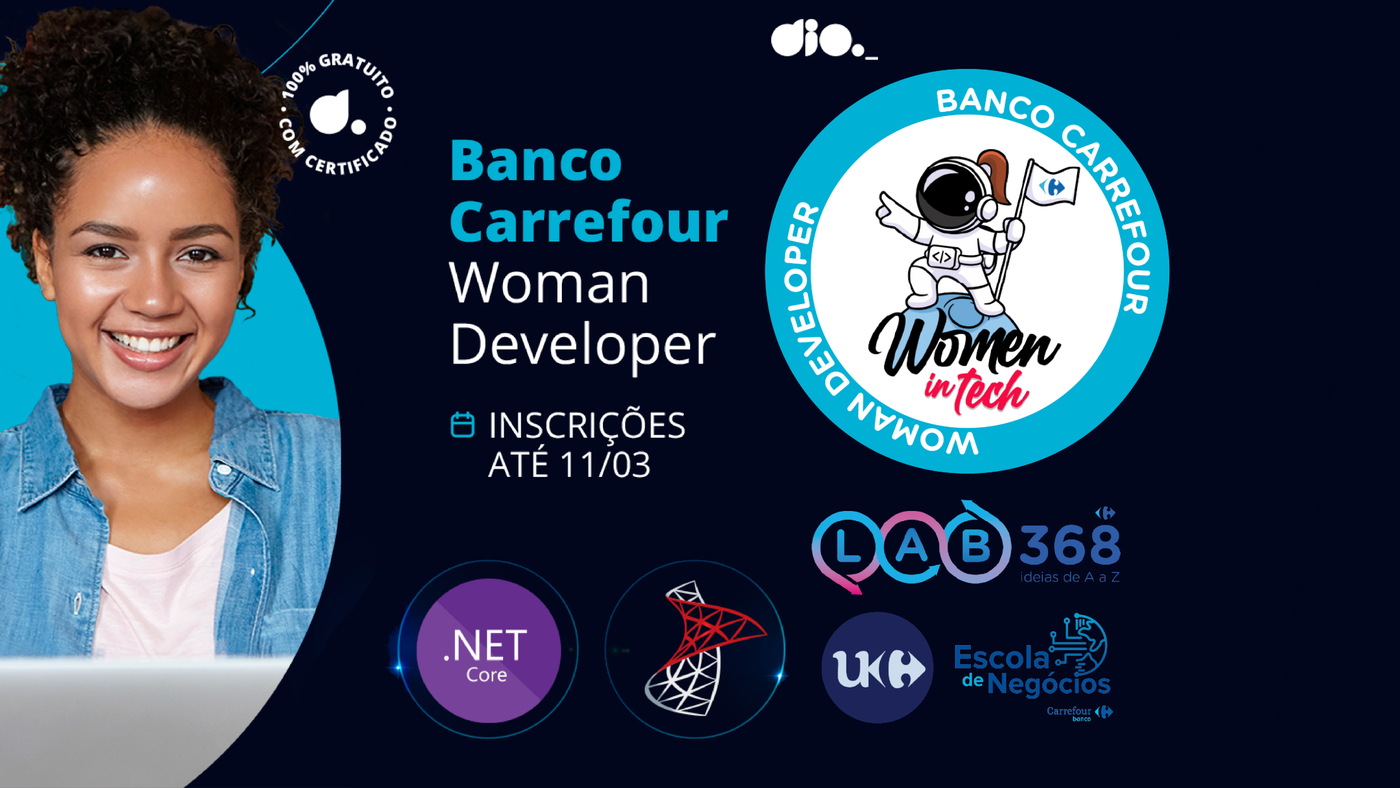 100% GRATUITO
COM CERTIFICADO
d.
dio._
Banco
Carrefour
Woman
Developer
INSCRIÇÕES
ATÉ 11/03
BANCO CARREFOUR
WOMAN DEVELOPER
</>
Women
in tech
LAB 368
ideias de A a Z
.NET
Core
UX
Escola
de Negócios
Carrefour
banco